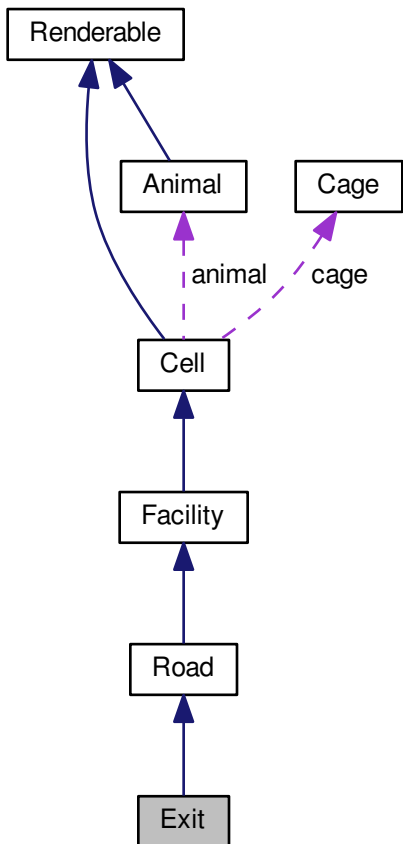 Renderable
Animal
Cage
animal
cage
Cell
Facility
Road
Exit